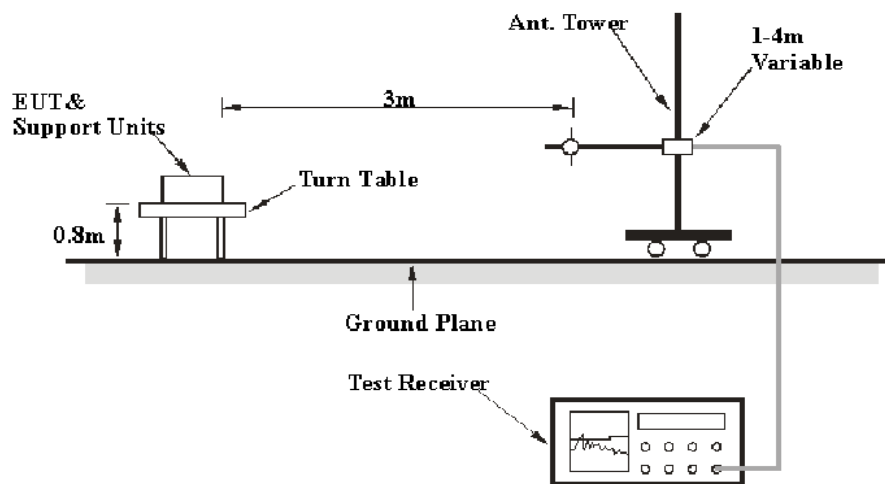 Ant. Tower
1-4m
Variable
3m
EUT &
Support Units
Turn Table
0.8m
Ground Plane
Test Receiver